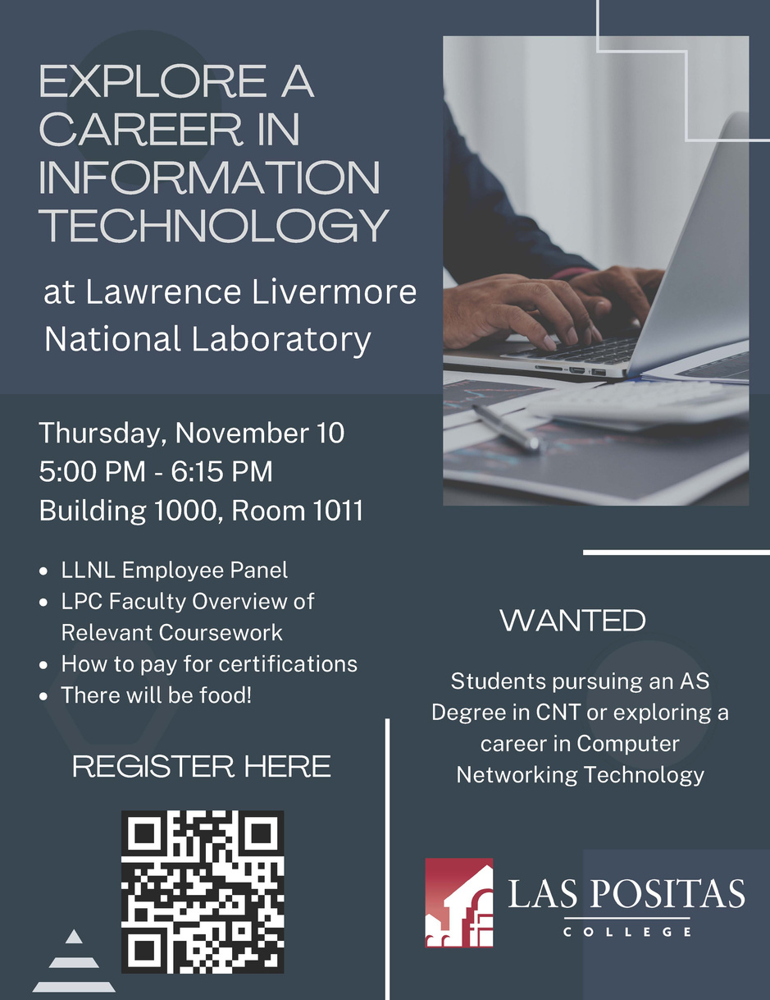 EXPLORE A
CAREER IN
INFORMATION
TECHNOLOGY
at Lawrence Livermore
National Laboratory
Thursday, November 10
5:00 PM - 6:15 PM
Building 1000, Room 1011
• LLNL Employee Panel
• LPC Faculty Overview of
Relevant Coursework
• How to pay for certifications
• There will be food!
REGISTER HERE
WANTED
Students pursuing an AS
Degree in CNT or exploring a
career in Computer
Networking Technology
LAS POSITAS
COLLEGE